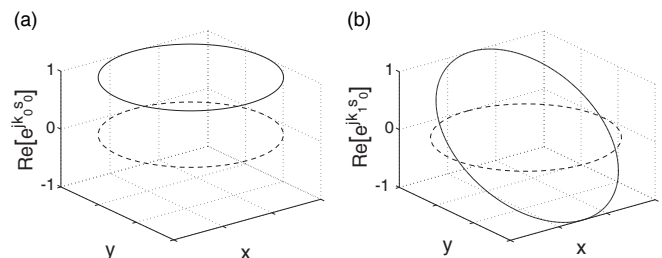 (a)
Re[e^{jk_0 s_0}]
1
0
-1
y
x
(b)
Re[e^{jk_1 s_0}]
1
0
-1
y
x